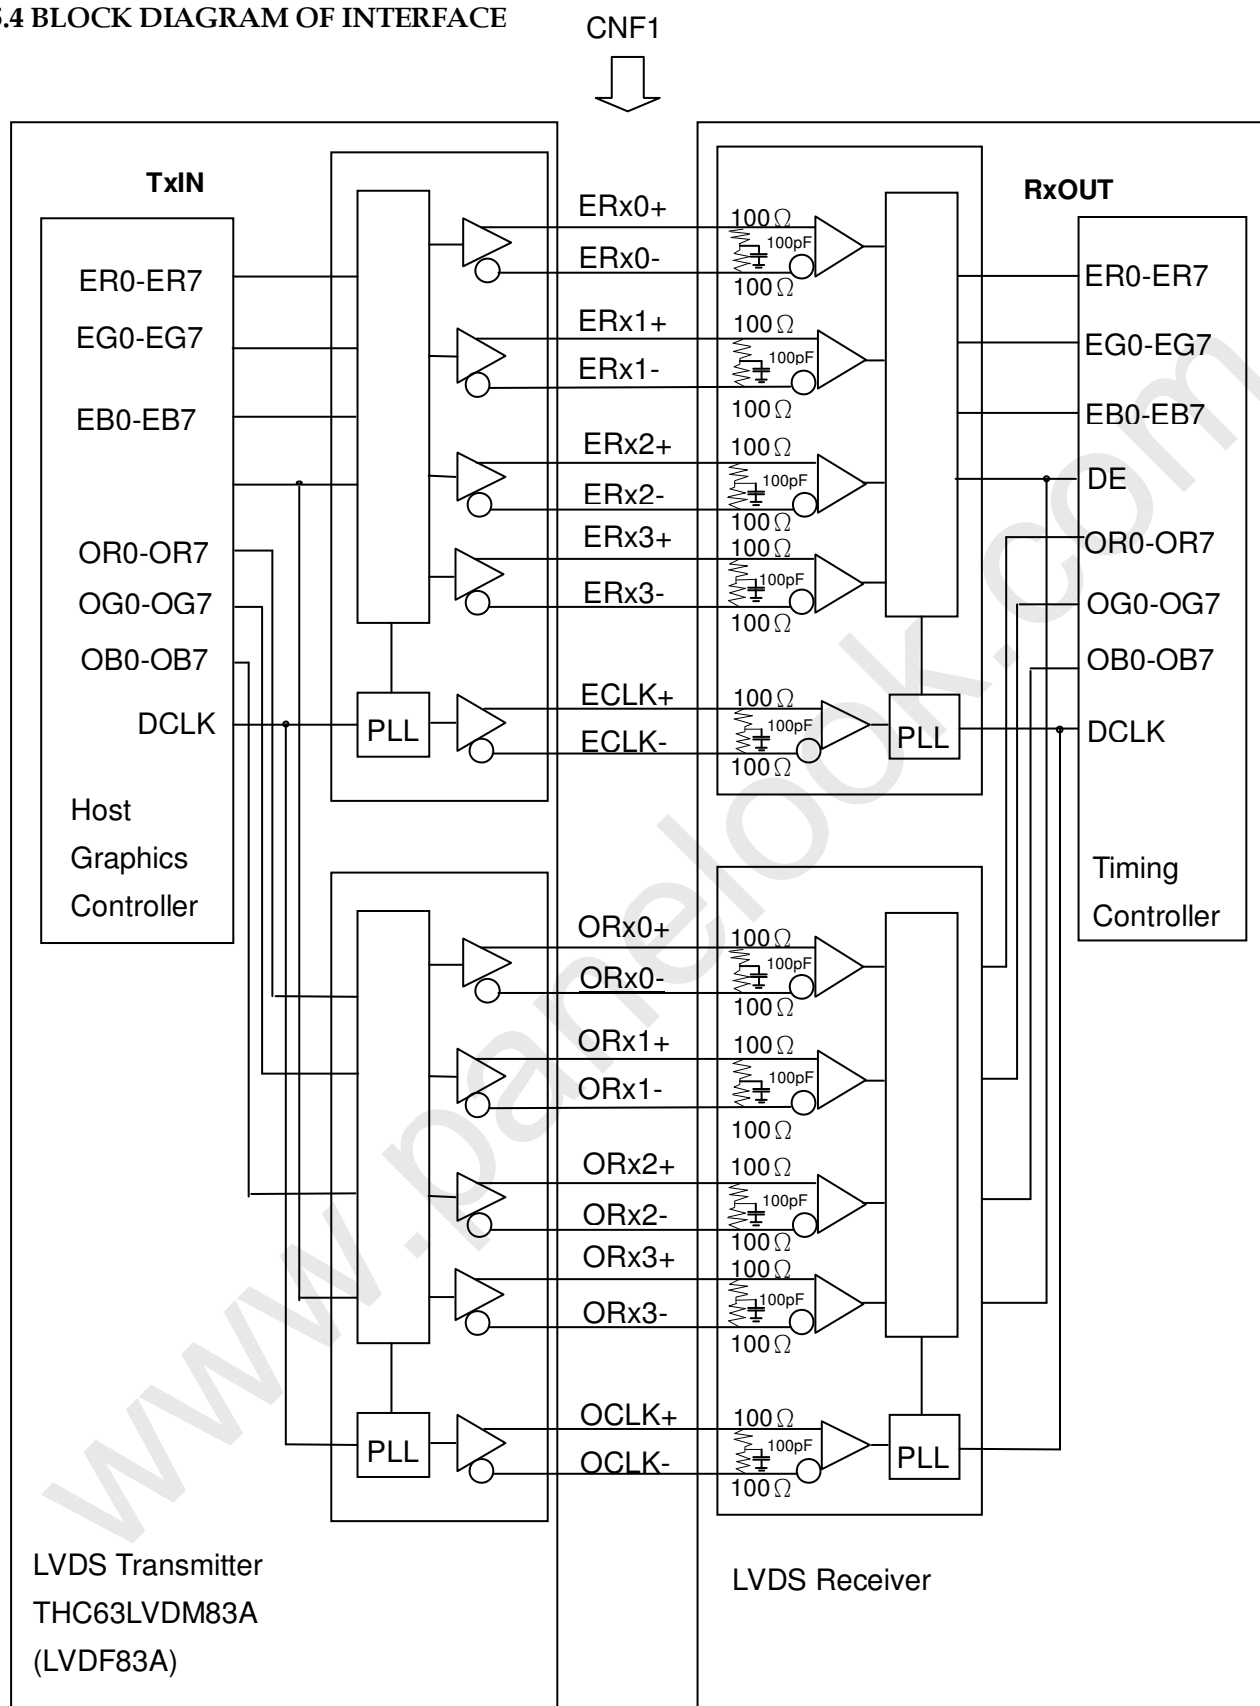 5.4 BLOCK DIAGRAM OF INTERFACE
CNF1
TxIN
RxOUT
ER0-ER7
EG0-EG7
EB0-EB7
OR0-OR7
OG0-OG7
OB0-OB7
DCLK
Host
Graphics
Controller
PLL
ERx0+
ERx0-
ERx1+
ERx1-
ERx2+
ERx2-
ERx3+
ERx3-
ECLK+
ECLK-
100Ω
100pF
100Ω
100Ω
100pF
100Ω
100Ω
100pF
100Ω
100Ω
100pF
100Ω
100Ω
100pF
100Ω
PLL
ER0-ER7
EG0-EG7
EB0-EB7
DE
OR0-OR7
OG0-OG7
OB0-OB7
DCLK
Timing
Controller
PLL
ORx0+
ORx0-
ORx1+
ORx1-
ORx2+
ORx2-
ORx3+
ORx3-
OCLK+
OCLK-
100Ω
100pF
100Ω
100Ω
100pF
100Ω
100Ω
100pF
100Ω
100Ω
100pF
100Ω
100Ω
100pF
100Ω
PLL
LVDS Transmitter
THC63LVDM83A
(LVDF83A)
LVDS Receiver
www.panelook.com